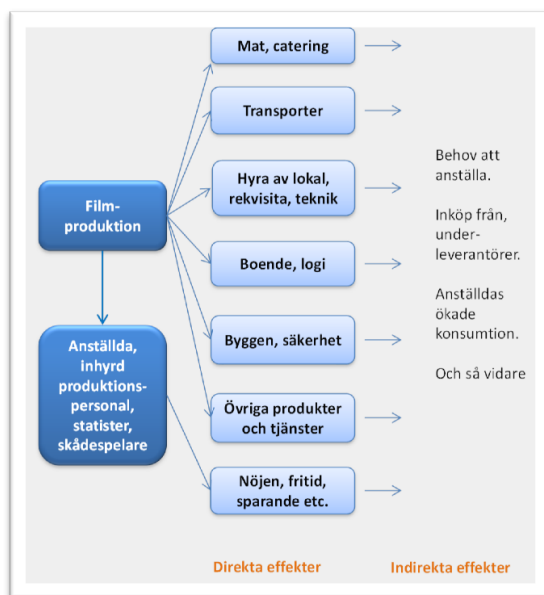 Mat, catering
Transporter
Hyra av lokal,
rekvisita, teknik
Film-
produktion
Boende, logi
Anställda,
inhyrd
produktions-
personal,
statister,
skådespelare
Byggen, säkerhet
Övriga produkter
och tjänster
Nöjen, fritid,
sparande etc.
Behov att
anställa.
Inköp från,
under-
leverantörer.
Anställdas
ökade
konsumtion.
Och så vidare
Direkta effekter
Indirekta effekter